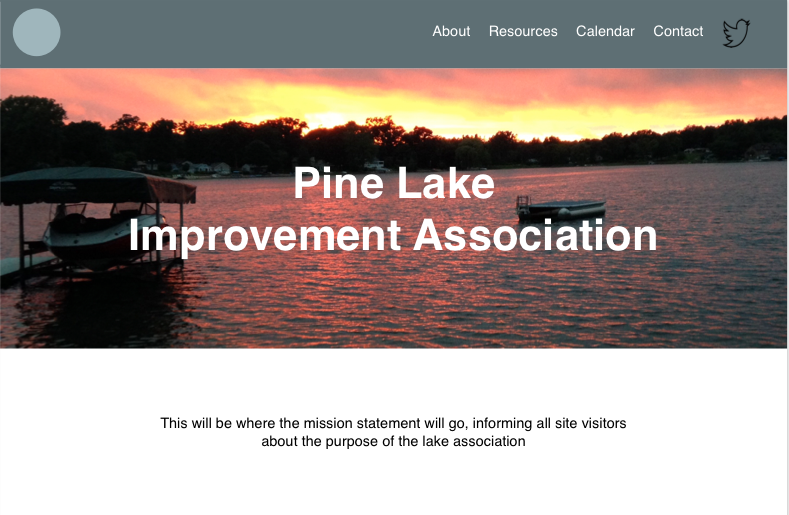 About Resources Calendar Contact
Pine Lake
Improvement Association
This will be where the mission statement will go, informing all site visitors
about the purpose of the lake association